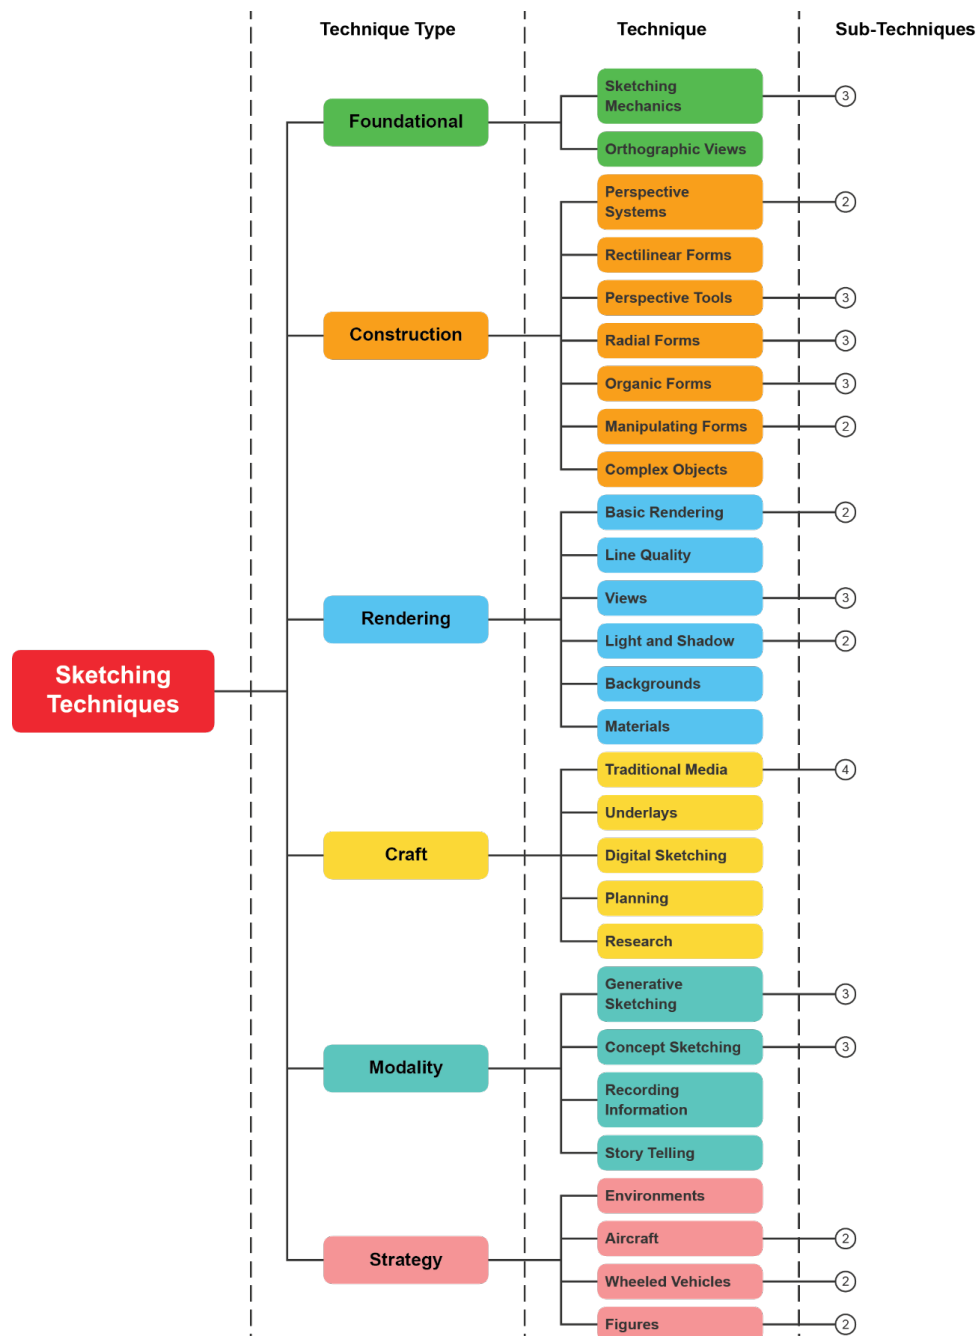 Technique Type
Technique
Sub-Techniques
Sketching
Mechanics
3
Foundational
Orthographic Views
Perspective
Systems
2
Rectilinear Forms
Perspective Tools
3
Construction
Radial Forms
3
Organic Forms
3
Manipulating Forms
2
Complex Objects
Basic Rendering
2
Line Quality
Views
3
Rendering
Light and Shadow
2
Sketching
Techniques
Backgrounds
Materials
Traditional Media
4
Underlays
Craft
Digital Sketching
Planning
Research
Generative
Sketching
3
Concept Sketching
3
Modality
Recording
Information
Story Telling
Environments
Aircraft
2
Strategy
Wheeled Vehicles
2
Figures
2